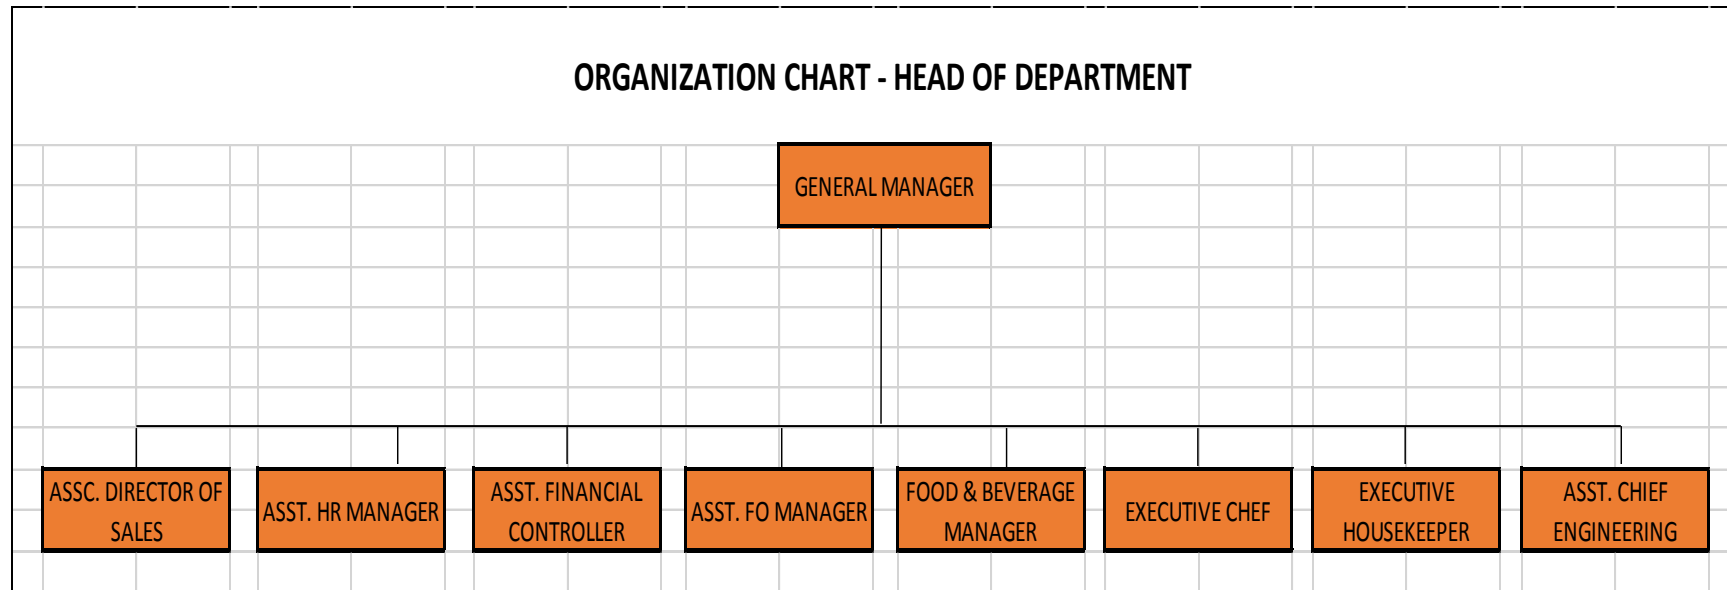 ORGANIZATION CHART - HEAD OF DEPARTMENT
GENERAL MANAGER
ASSC. DIRECTOR OF
SALES
ASST. HR MANAGER
ASST. FINANCIAL
CONTROLLER
ASST. FO MANAGER
FOOD & BEVERAGE
MANAGER
EXECUTIVE CHEF
EXECUTIVE
HOUSEKEEPER
ASST. CHIEF
ENGINEERING